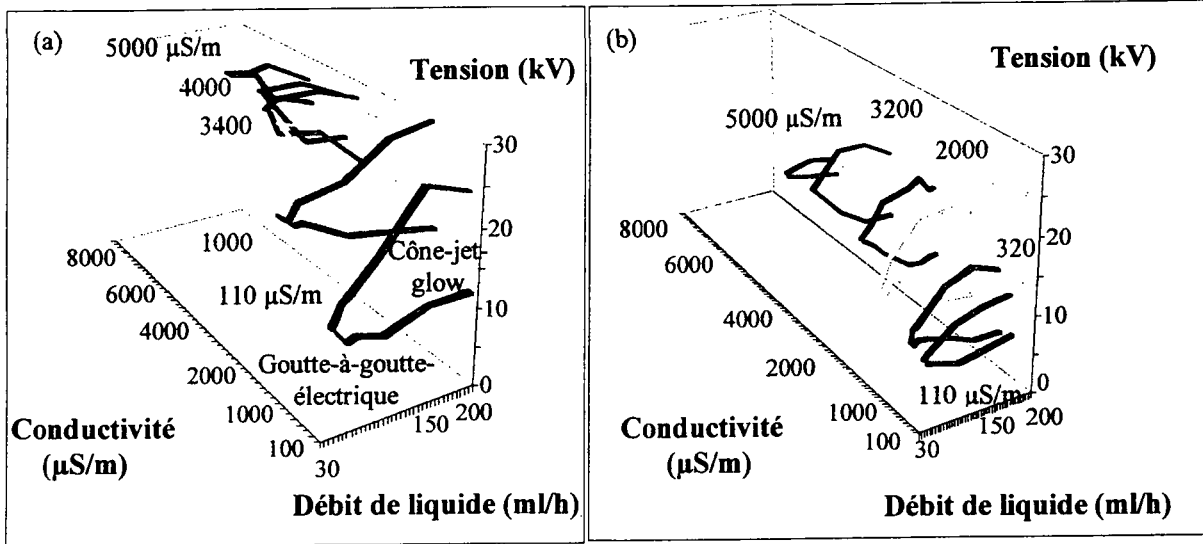 (a)
5000 µS/m
Tension (kV)
4000
3400
30
20
1000
Cône-jet
glow
8000
110 µS/m
6000
10
4000
Goutte-à-goutte-
électrique
2000
0
200
1000
150
Conductivité
(µS/m)
100
30
Débit de liquide (ml/h)
(b)
Tension (kV)
3200
5000 µS/m
2000
30
20
8000
320
6000
10
4000
2000
110 µS/m
0
200
1000
150
Conductivité
(µS/m)
100
30
Débit de liquide (ml/h)